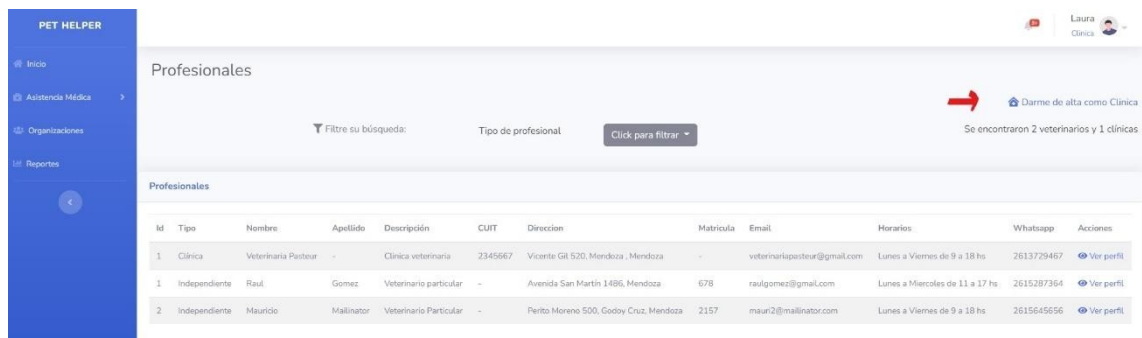 PET HELPER
Laura
Clínica
Inicio
Profesionales
Asistencia Médica
Darme de alta como Clínica
Organizaciones
Filtre su búsqueda: Tipo de profesional Click para filtrar Se encontraron 2 veterinarios y 1 clínicas
Reportes
Profesionales
Id Tipo Nombre Apellido Descripción CUIT Direccion Matricula Email Horarios Whatsapp Acciones
1 Clínica Veterinaria Pasteur - Clínica veterinaria 2345667 Vicente Gil 520, Mendoza , Mendoza - veterinariapasteur@gmail.com Lunes a Viernes de 9 a 18 hs 2613729467 Ver perfil
1 Independiente Raul Gomez Veterinario particular - Avenida San Martín 1486, Mendoza 678 raulgomez@gmail.com Lunes a Miercoles de 11 a 17 hs 2615287364 Ver perfil
2 Independiente Mauricio Mailinator Veterinario Particular - Perito Moreno 500, Godoy Cruz, Mendoza 2157 mauri2@mailinator.com Lunes a Viernes de 9 a 18 hs 2615645656 Ver perfil